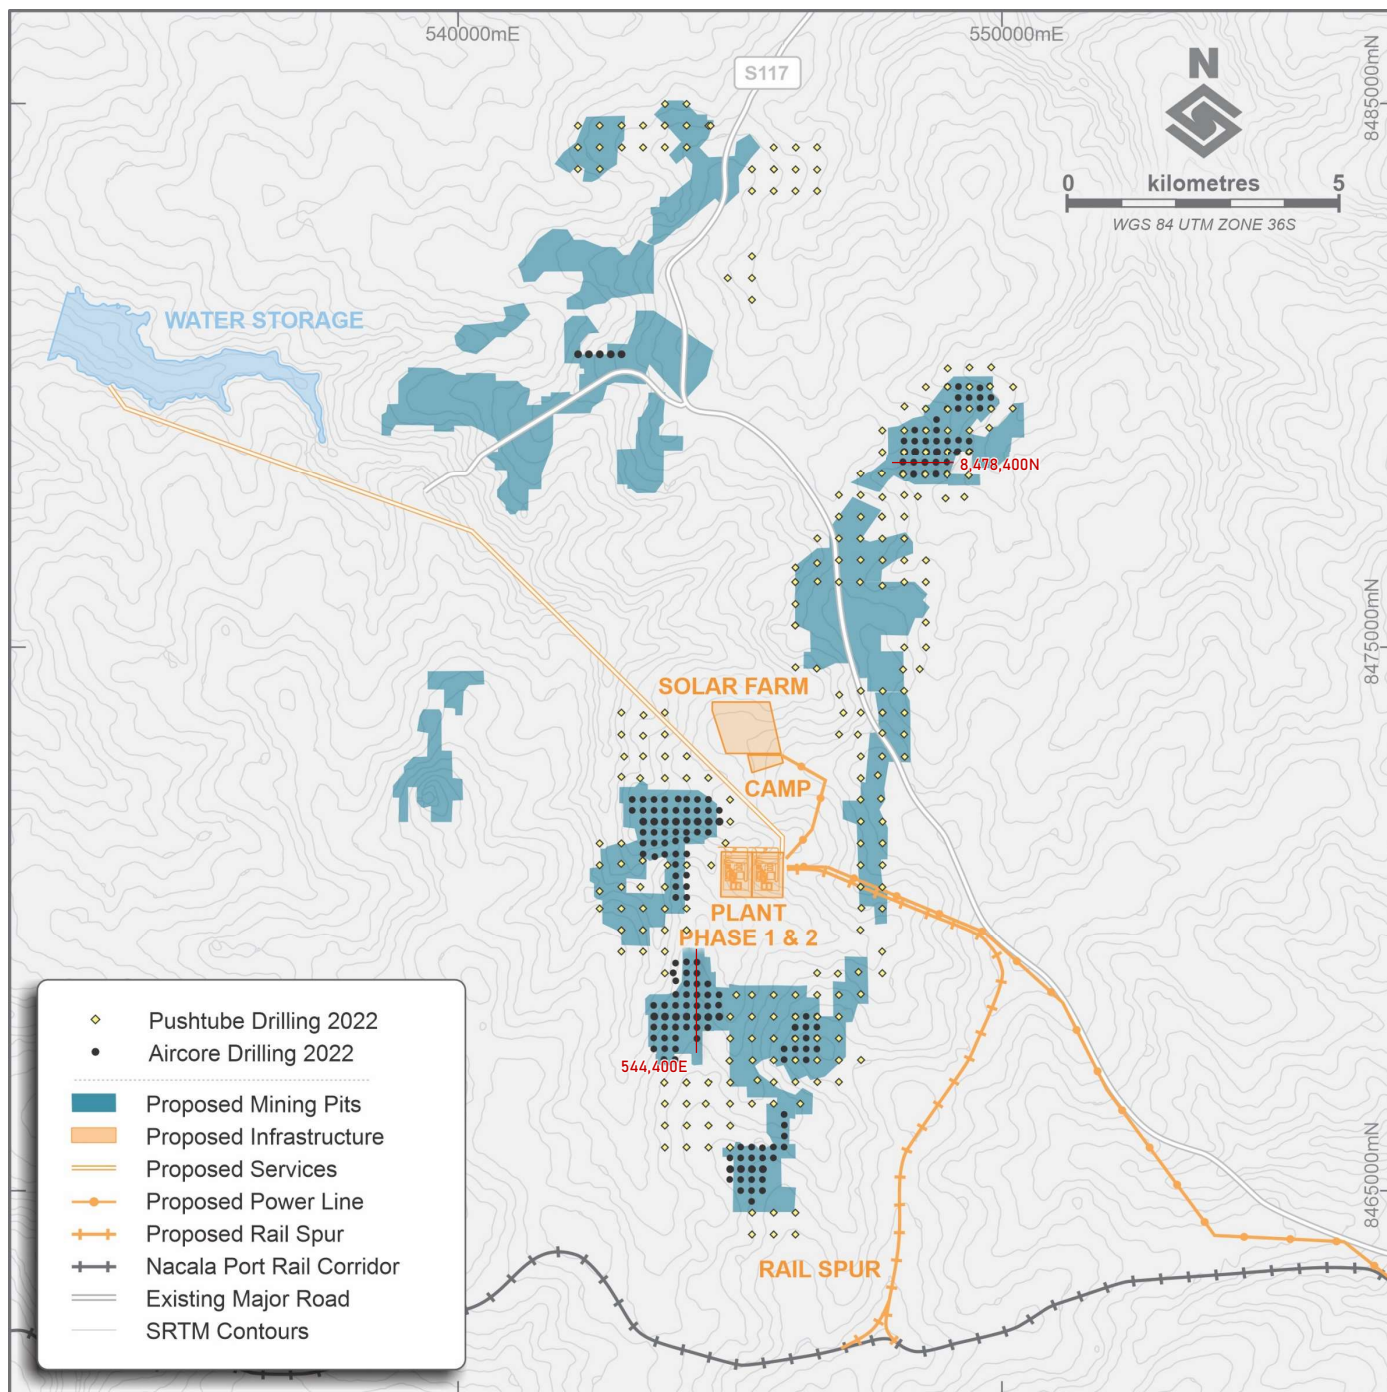 540000mE
550000mE
S117
N
8485000mN
0 kilometres 5
WGS 84 UTM ZONE 36S
WATER STORAGE
8,478,400N
8475000mN
SOLAR FARM
CAMP
PLANT
PHASE 1 & 2
544,400E
8465000mN
RAIL SPUR
Pushtube Drilling 2022
Aircore Drilling 2022
Proposed Mining Pits
Proposed Infrastructure
Proposed Services
Proposed Power Line
Proposed Rail Spur
Nacala Port Rail Corridor
Existing Major Road
SRTM Contours